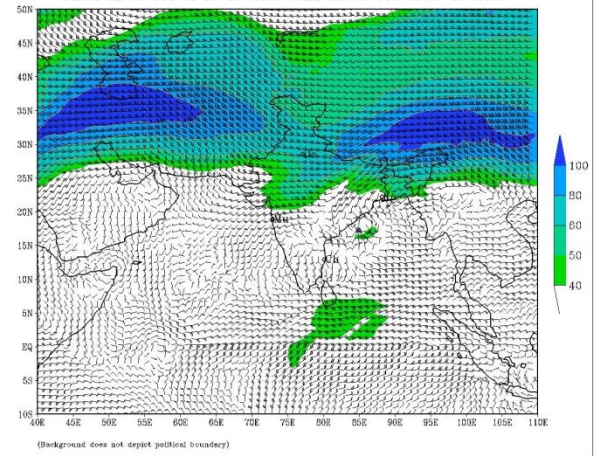 50N
45N
40N
35N
30N
25N
20N
15N
10N
5N
EQ
5S
10S
40E 45E 50E 55E 60E 65E 70E 75E 80E 85E 90E 95E 100E 105E 110E
100
80
60
50
40
Mu
Ch
(Background does not depict political boundary)